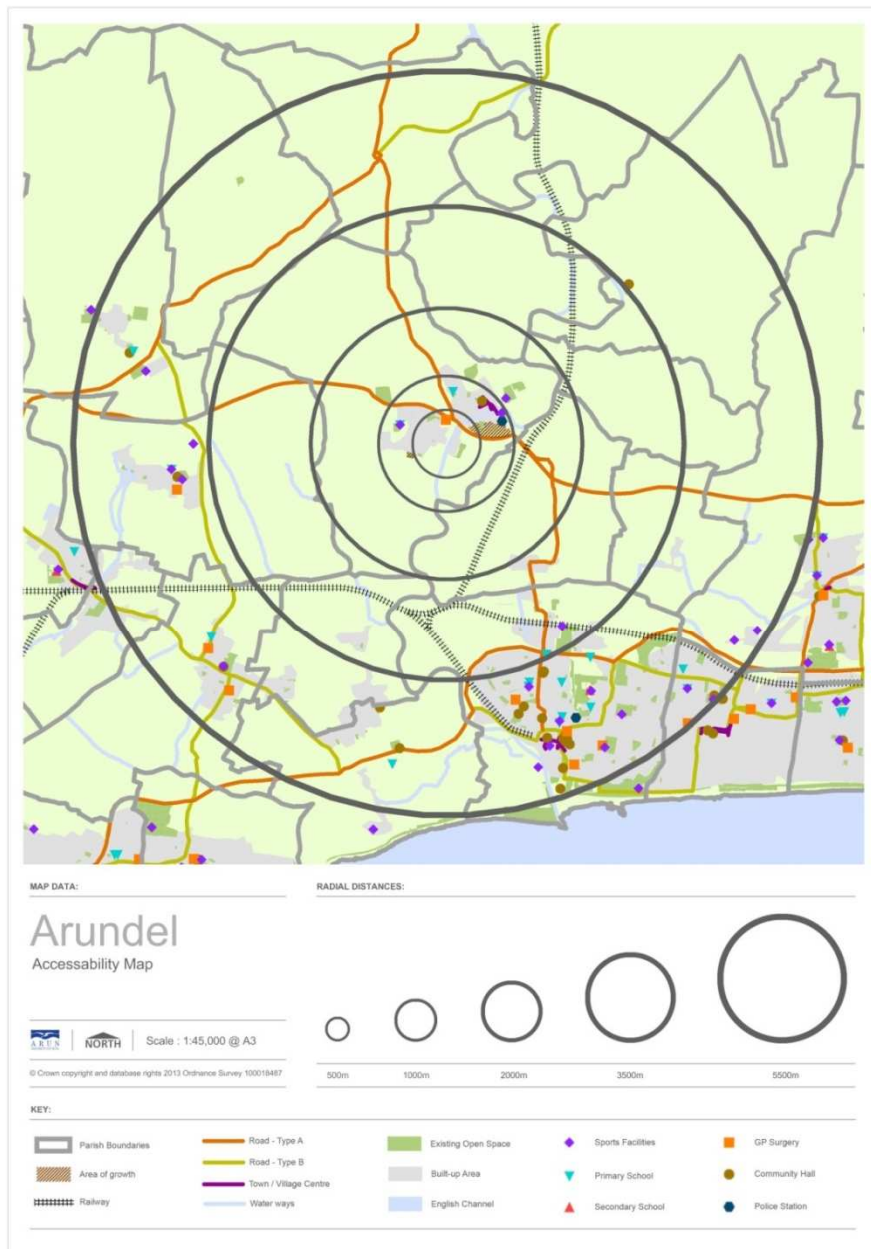 MAP DATA:
RADIAL DISTANCES:
Arundel
Accessability Map
ARUN
NORTH
Scale : 1:45,000 @ A3
© Crown copyright and database rights 2013 Ordnance Survey 100018487
500m
1000m
2000m
3500m
5500m
KEY:
Parish Boundaries
Area of growth
Railway
Road - Type A
Road - Type B
Town / Village Centre
Water ways
Existing Open Space
Built-up Area
English Channel
Sports Facilities
Primary School
Secondary School
GP Surgery
Community Hall
Police Station